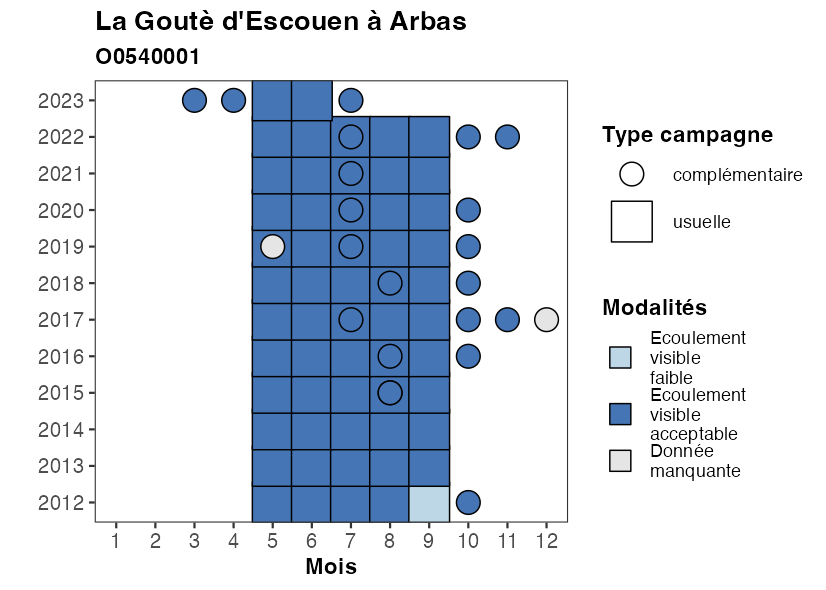 La Goutè d'Escouen à Arbas
O0540001
2023
2022
2021
2020
2019
2018
2017
2016
2015
2014
2013
2012
1 2 3 4 5 6 7 8 9 10 11 12
Mois
Type campagne
complémentaire
usuelle
Modalités
Ecoulement
visible
faible
Ecoulement
visible
acceptable
Donnée
manquante